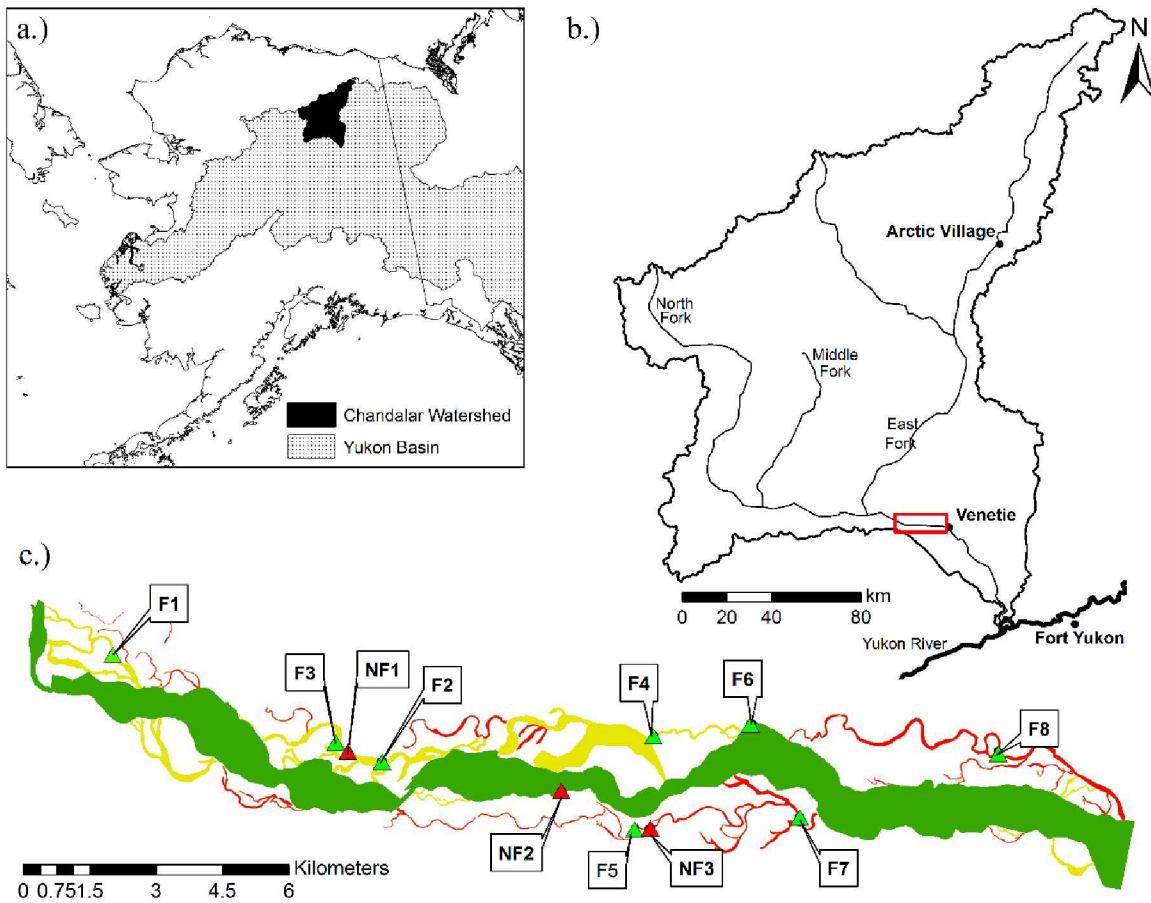 a.)
Chandalar Watershed
Yukon Basin
b.)
N
Arctic Village
North
Fork
Middle
Fork
East
Fork
Venetie
km
0 20 40 80
Yukon River
Fort Yukon
c.)
F1
F3
NF1
F2
F4
F6
F8
NF2
F5
NF3
F7
Kilometers
0 0.75 1.5 3 4.5 6